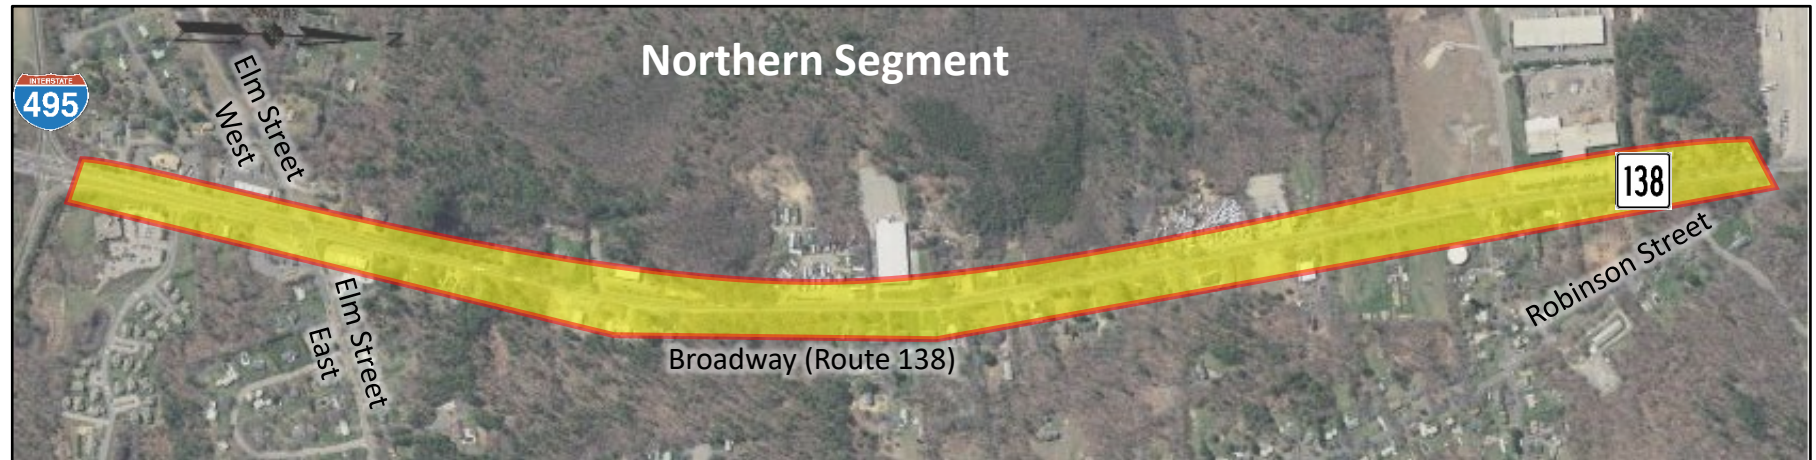 Northern Segment
INTERSTATE
495
Elm Street
West
N
138
Robinson Street
Elm Street
East
Broadway (Route 138)